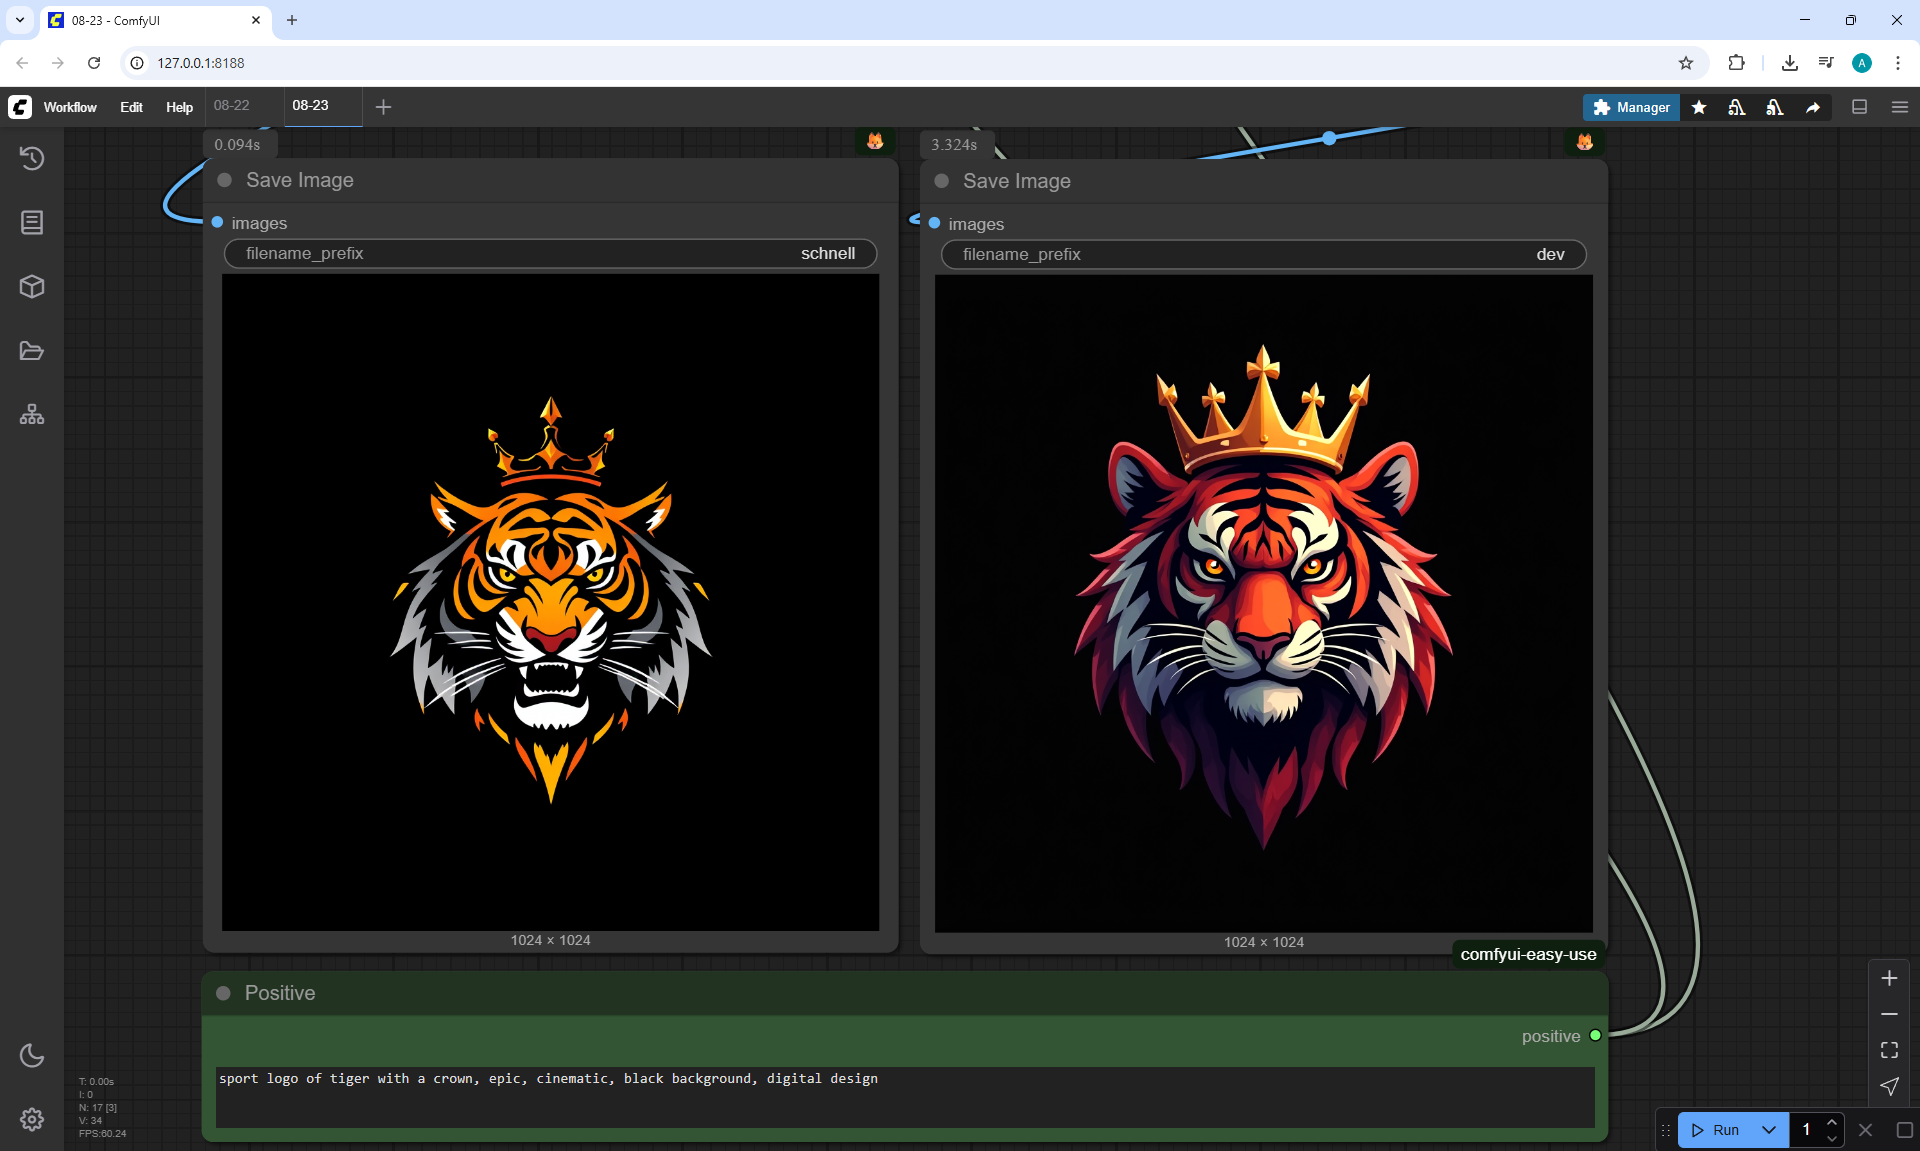 08-23 - ComfyUI
127.0.0.1:8188
Workflow Edit Help 08-22 08-23
Manager
0.094s
3.324s
Save Image
images
filename_prefix schnell
1024 × 1024
Save Image
images
filename_prefix dev
1024 × 1024
comfyui-easy-use
Positive
positive
sport logo of tiger with a crown, epic, cinematic, black background, digital design
T: 0.00s
I: 0
N: 17 [3]
V: 34
FPS:60.24
A
Run 1